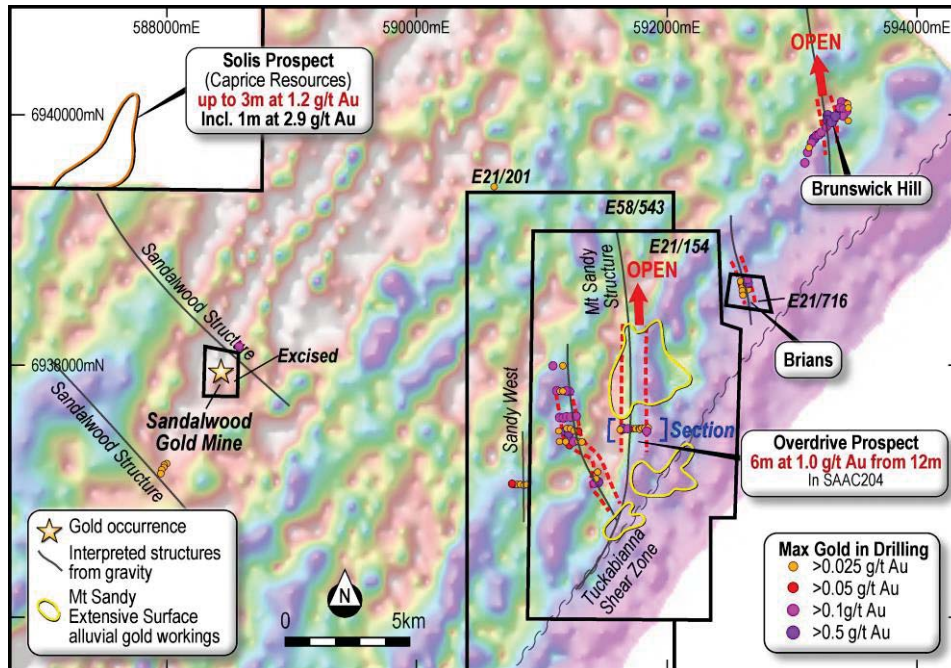 588000mE
590000mE
592000mE
594000mE
6940000mN
6938000mN
Solis Prospect
(Caprice Resources)
up to 3m at 1.2 g/t Au
Incl. 1m at 2.9 g/t Au
OPEN
Brunswick Hill
E21/201
E58/543
E21/154
Mt Sandy
Structure
OPEN
E21/716
Brians
Sandalwood Structure
Excised
Sandalwood
Gold Mine
Sandalwood
Structure
Sandy West
Section
Overdrive Prospect
6m at 1.0 g/t Au from 12m
In SAAC204
Tuckabianna
Shear Zone
Gold occurrence
Interpreted structures
from gravity
Mt Sandy
Extensive Surface
alluvial gold workings
N
0
5km
Max Gold in Drilling
>0.025 g/t Au
>0.05 g/t Au
>0.1g/t Au
>0.5 g/t Au